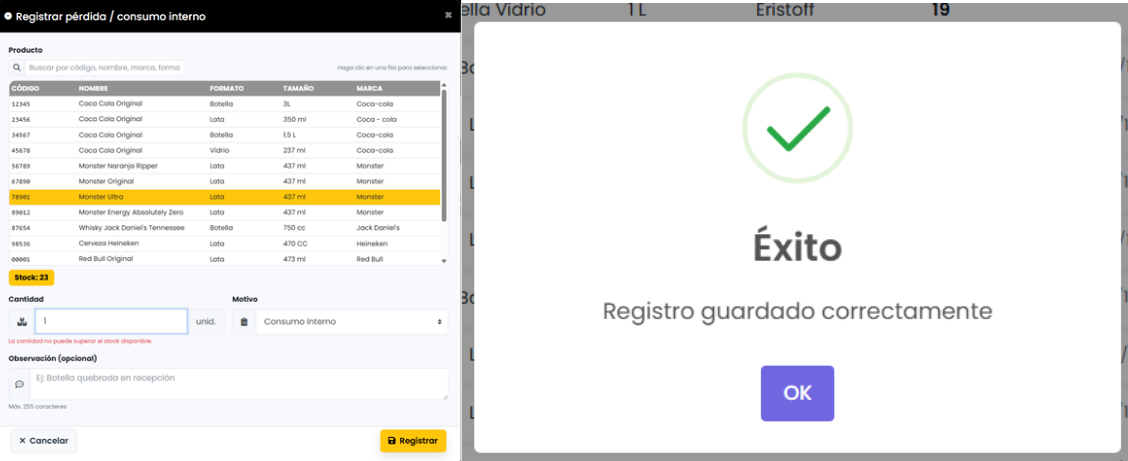 Registrar pérdida / consumo interno
Producto
Buscar por código, nombre, marca, forma
Haga clic en una fila para seleccionar.
CÓDIGO NOMBRE FORMATO TAMAÑO MARCA
12345 Coca Cola Original Botella 3L Coca-cola
23456 Coca Cola Original Lata 350 ml Coca - cola
34567 Coca Cola Original Botella 1.5 L Coca-cola
45678 Coca Cola Original Vidrio 237 ml Coca-cola
56789 Monster Naranja Ripper Lata 437 ml Monster
67890 Monster Original Lata 437 ml Monster
78901 Monster Ultra Lata 437 ml Monster
89012 Monster Energy Absolutely Zero Lata 437 ml Monster
87654 Whisky Jack Daniel's Tennessee Botella 750 cc Jack Daniel's
98536 Cerveza Heineken Lata 470 CC Heineken
00001 Red Bull Original Lata 473 ml Red Bull
Stock: 23
Cantidad Motivo
1 unid. Consumo interno
La cantidad no puede superar el stock disponible.
Observación (opcional)
Ej: Botella quebrada en recepción
Máx. 255 caracteres
× Cancelar Registrar
ella Vidrio 1 L Eristoff 19
Éxito
Registro guardado correctamente
OK